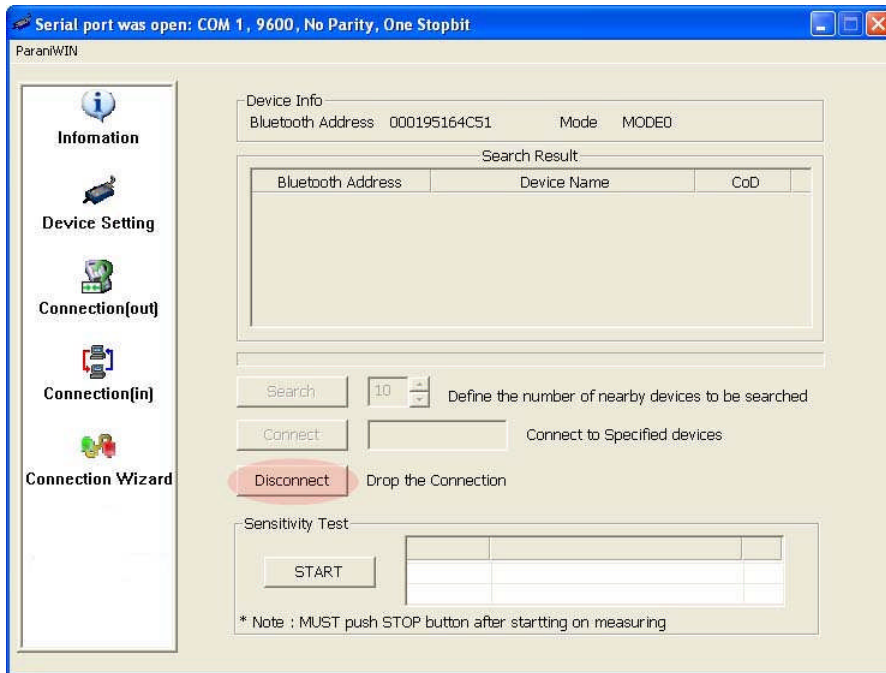 Serial port was open: COM 1, 9600, No Parity, One Stopbit
ParaniWIN
Infomation
Device Setting
Connection(out)
Connection(in)
Connection Wizard
Device Info
Bluetooth Address 000195164C51 Mode MODE0
Search Result
Bluetooth Address Device Name CoD
Search 10 Define the number of nearby devices to be searched
Connect Connect to Specified devices
Disconnect Drop the Connection
Sensitivity Test
START
* Note : MUST push STOP button after startting on measuring